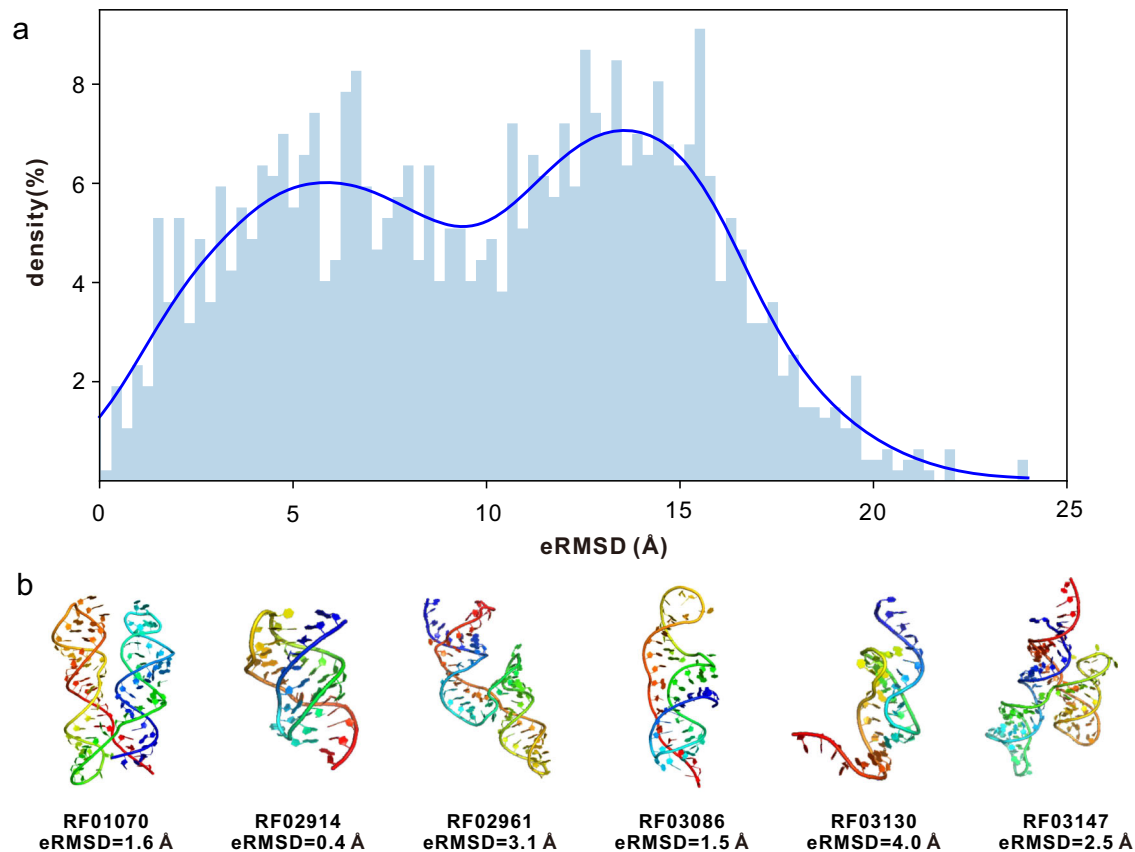 a
8
6
4
2
density(%)
0 5 10 15 20 25
eRMSD (Å)
b
RF01070 RF02914 RF02961 RF03086 RF03130 RF03147
eRMSD=1.6 Å eRMSD=0.4 Å eRMSD=3.1 Å eRMSD=1.5 Å eRMSD=4.0 Å eRMSD=2.5 Å